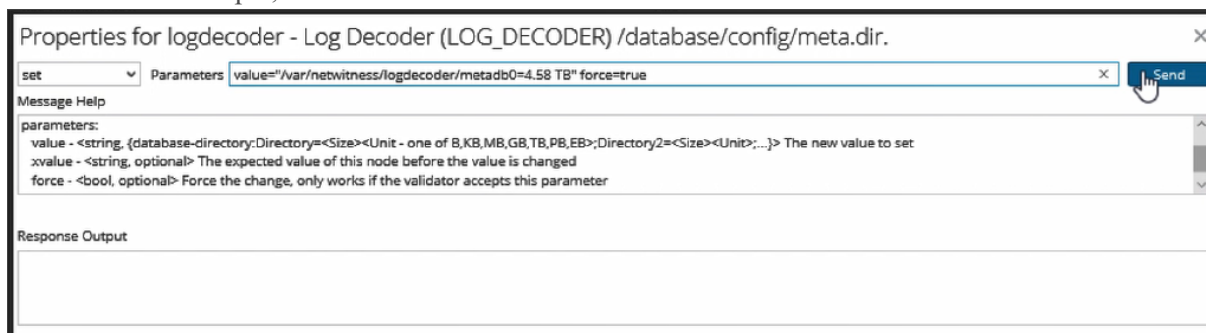 Properties for logdecoder - Log Decoder (LOG_DECODER) /database/config/meta.dir.
set Parameters value="/var/netwitness/logdecoder/metadb0=4.58 TB" force=true Send
Message Help
parameters:
value - <string, {database-directory:Directory=<Size><Unit - one of B,KB,MB,GB,TB,PB,EB>;Directory2=<Size><Unit>;...}> The new value to set
xvalue - <string, optional> The expected value of this node before the value is changed
force - <bool, optional> Force the change, only works if the validator accepts this parameter
Response Output